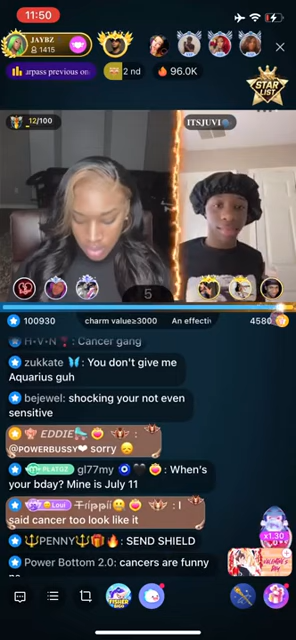 11:50
JAYBZ
1415
arpass previous on
2 nd
96.0K
STAR
LIST
12/100
ITSJUVI
5
100930
charm value≥3000 An effecti
4580
H·V·N : Cancer gang
zukkate : You don't give me
Aquarius guh
bejewel: shocking your not even
sensitive
EDDIE :
@POWERBUSSY❤ sorry 😞
PLATGZ gl77my 🧿 🖤 : When's
your bday? Mine is July 11
Loui Trippii :
I said cancer too look like it
🔱PENNY🔱🎁🔥: SEND SHIELD
x1.30
Power Bottom 2.0: cancers are funny